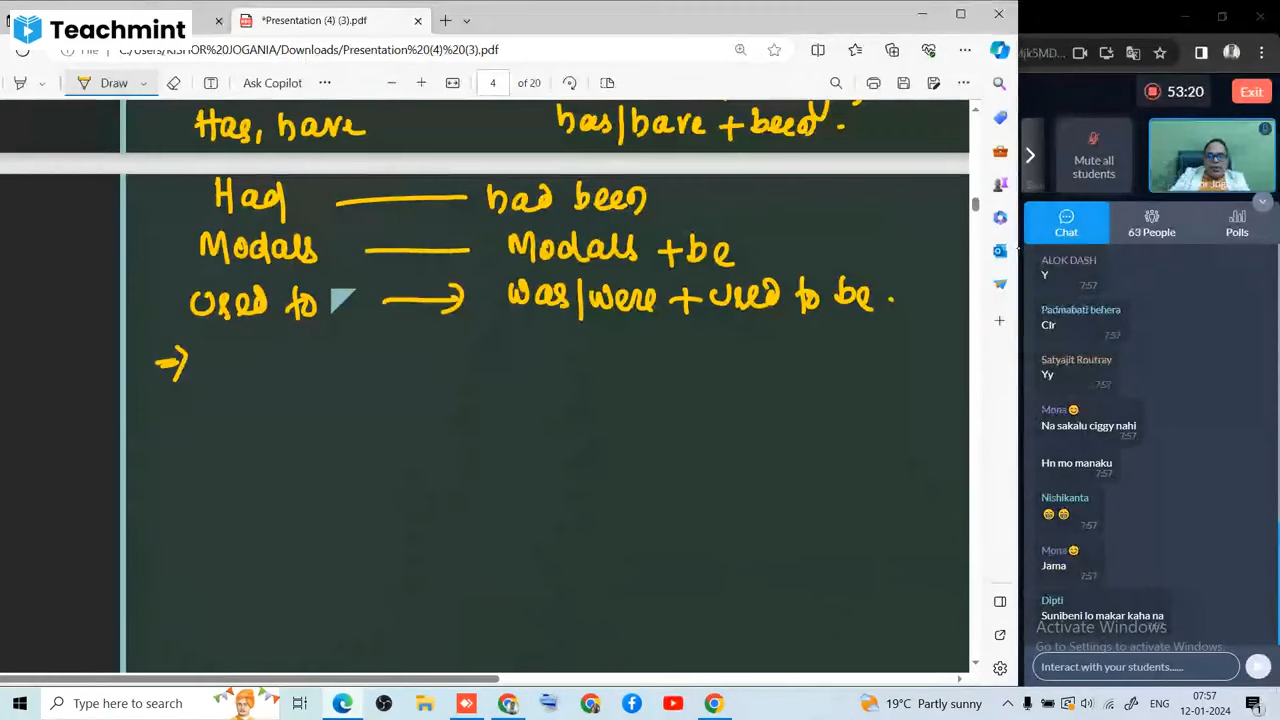 Teachmint
*Presentation (4) (3).pdf
File
C:/Users/KISHOR%20JOGANIA/Downloads/Presentation%20(4)%20(3).pdf
Draw
Ask Copilot
4 of 20
Has, have has/have + been.
Had — had been
Modals — Modals + be
Used to → was/were + used to be.
→
MjkSMD
53:20
Exit
Mute all students
Chat
63 People
Polls
ALOK DASH
Y
7:57
Padmabati behera
Clr
7:57
Satyajit Routray
Yy
7:57
Mona😊
Na sakalu ciggy nahi
7:57
Hn mo manaku
7:57
Nishikanta
😁 😁
7:57
Mona😊
Jama
7:57
Dipti
Sunibeni lo makar kaha na
7:57
Activate Windows
Go to Settings to activate Windows.
Interact with your students......
Type here to search
19°C Partly sunny
ENG
07:57
12-01-2024